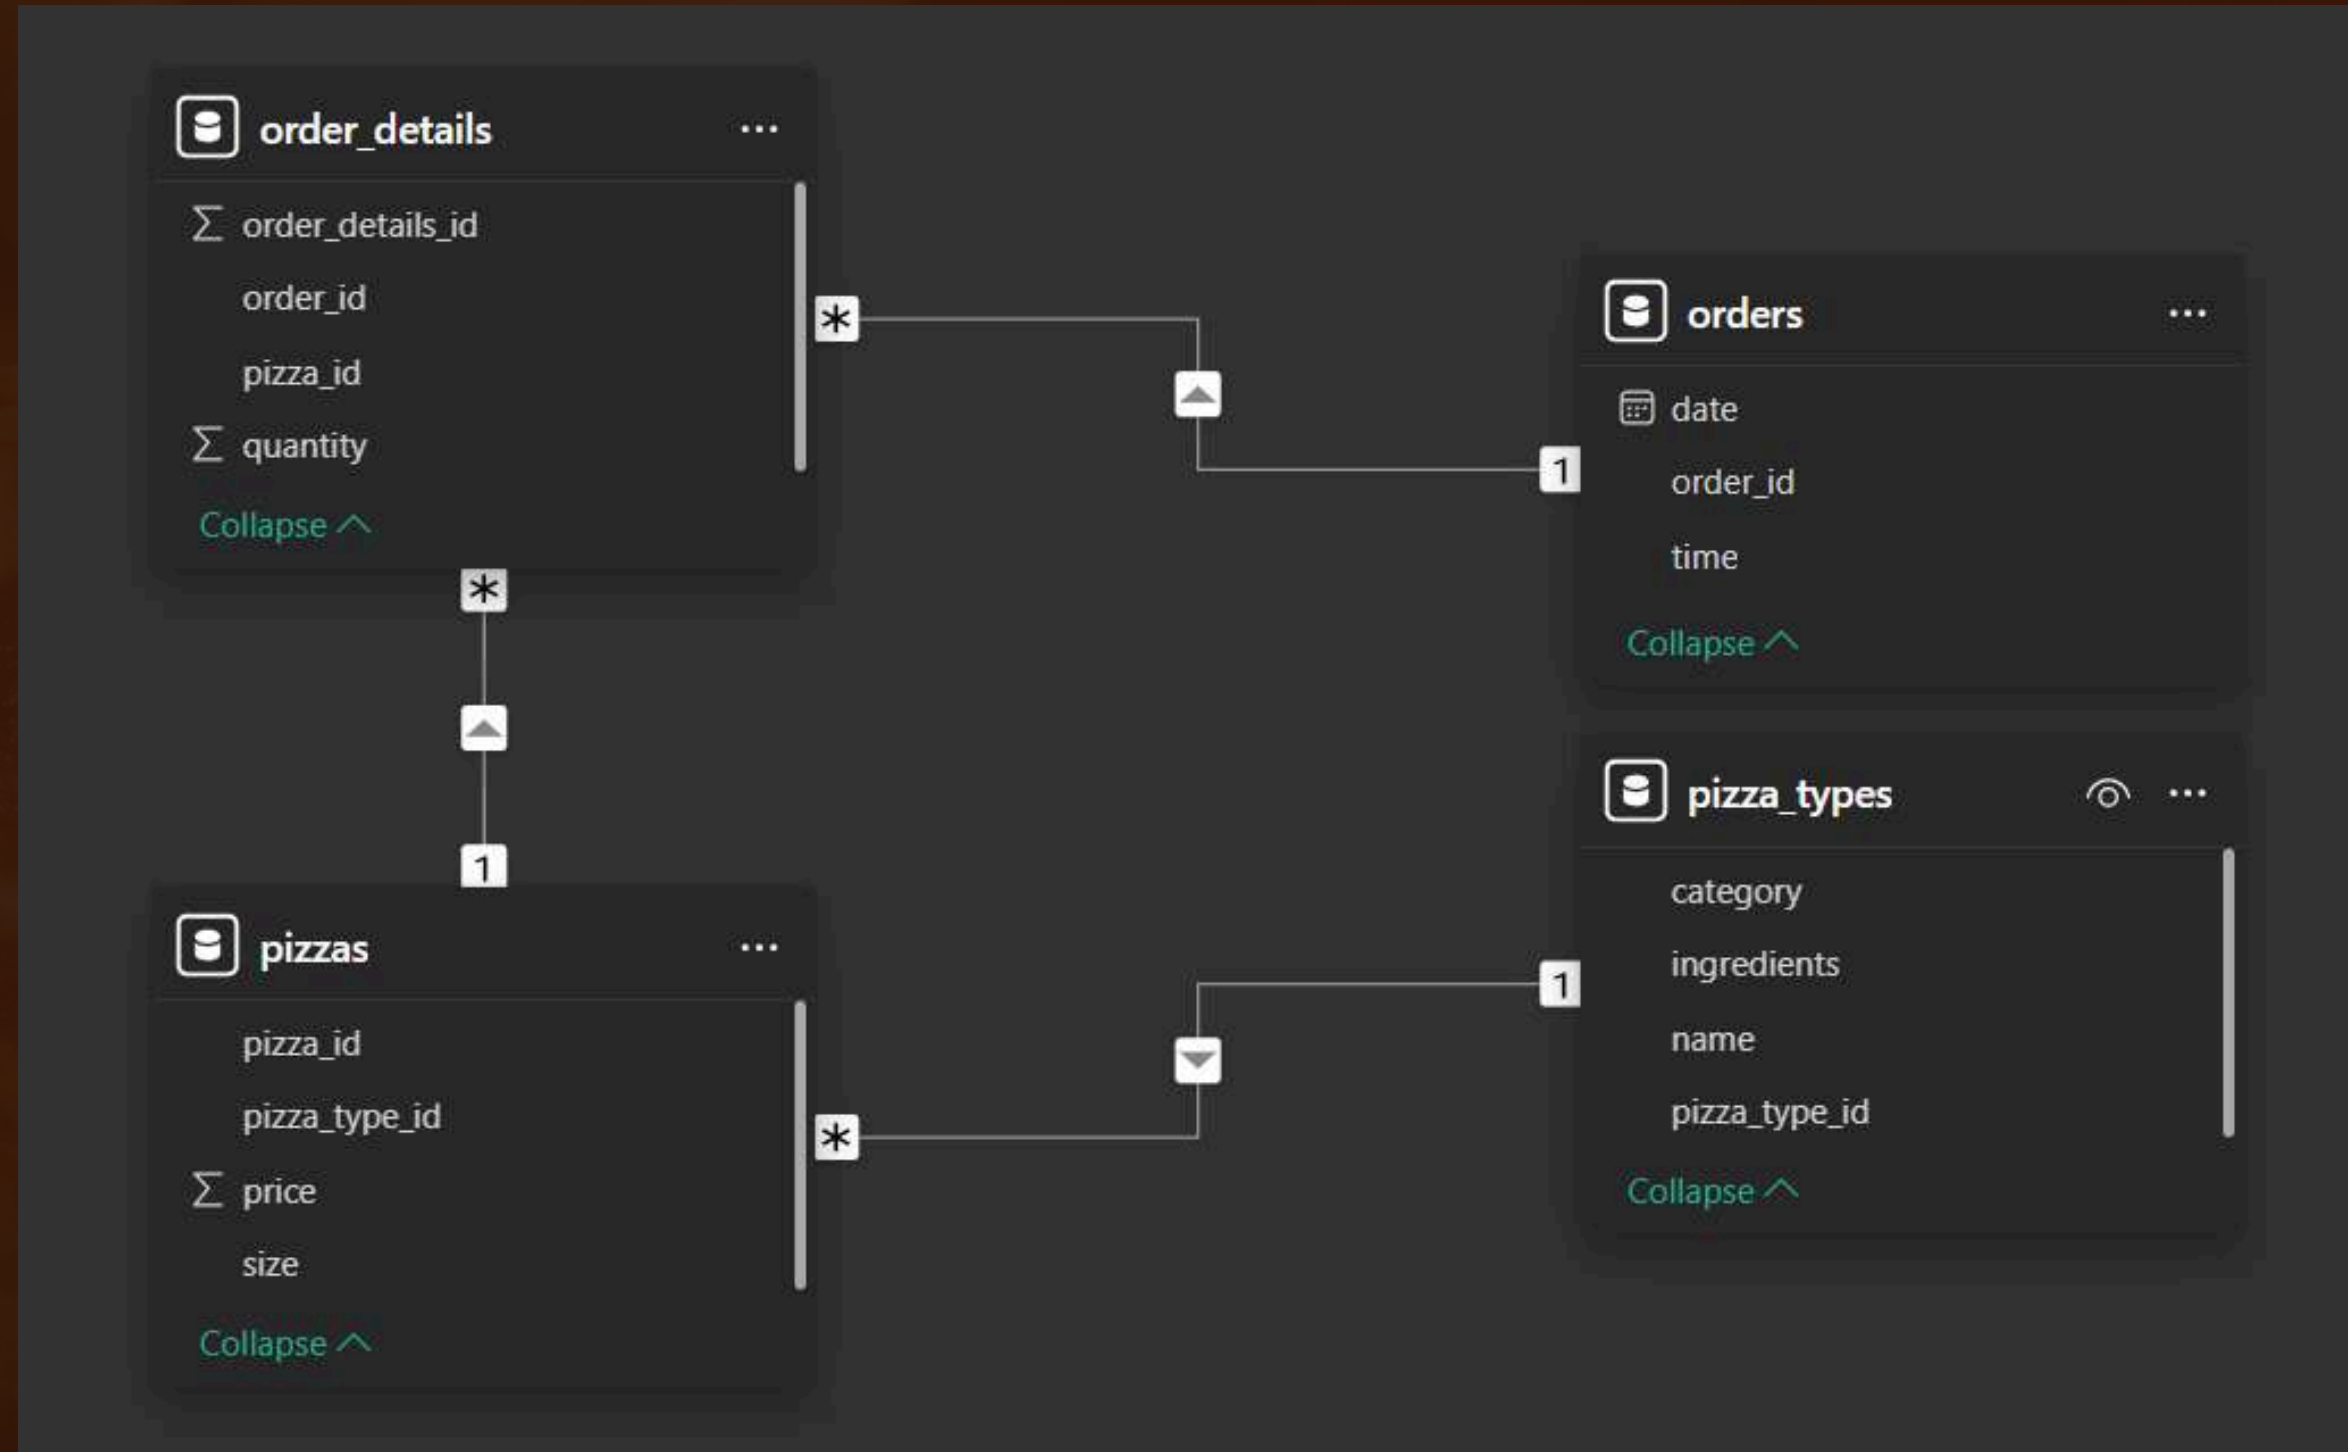 order_details
Σ order_details_id
order_id
pizza_id
Σ quantity
Collapse
*
1
orders
date
order_id
time
Collapse
*
1
pizzas
pizza_id
pizza_type_id
Σ price
size
Collapse
*
1
pizza_types
category
ingredients
name
pizza_type_id
Collapse